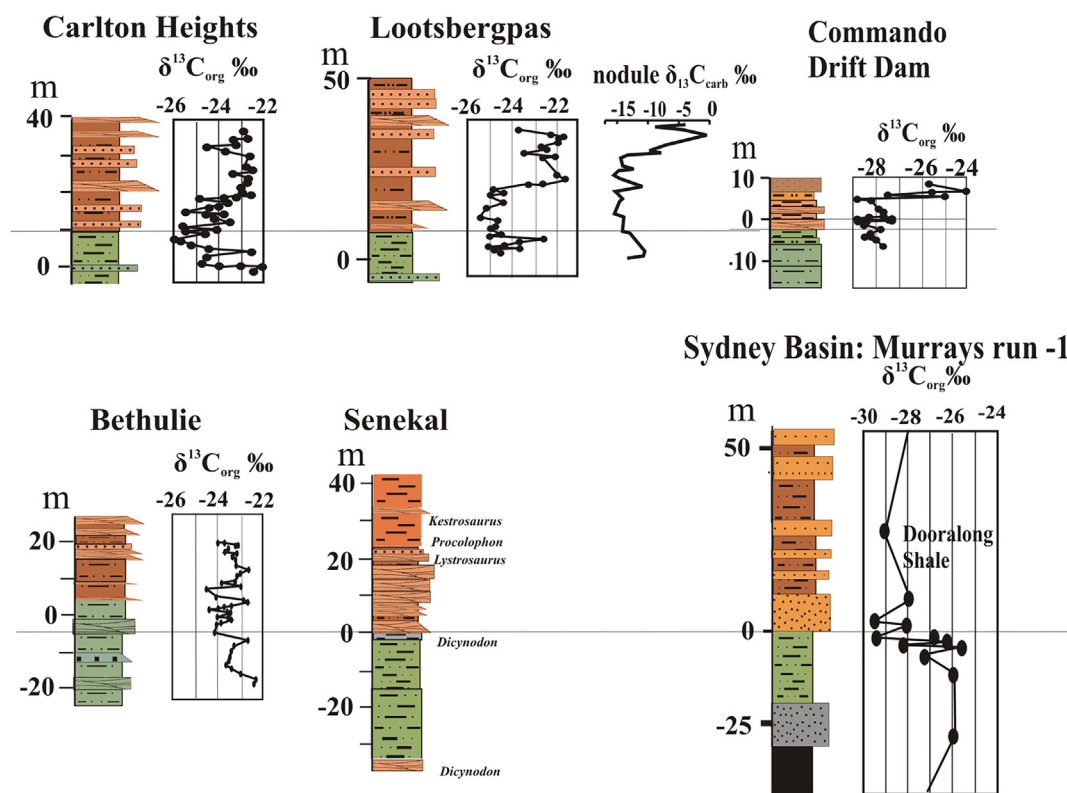 Carlton Heights
δ13Corg ‰
m
-26 -24 -22
40
20
0
Lootsbergpas
δ13Corg ‰
m
50
-26 -24 -22
0
nodule δ13Ccarb ‰
-15 -10 -5 0
Commando
Drift Dam
δ13Corg ‰
m
-28 -26 -24
10
0
-10
Bethulie
δ13Corg ‰
m
-26 -24 -22
20
0
-20
Senekal
m
40
Kestrosaurus
Procolophon
20
Lystrosaurus
0
Dicynodon
-20
Dicynodon
Sydney Basin: Murrays run -1
δ13Corg‰
m
-30 -28 -26 -24
50
Dooralong
Shale
0
-25